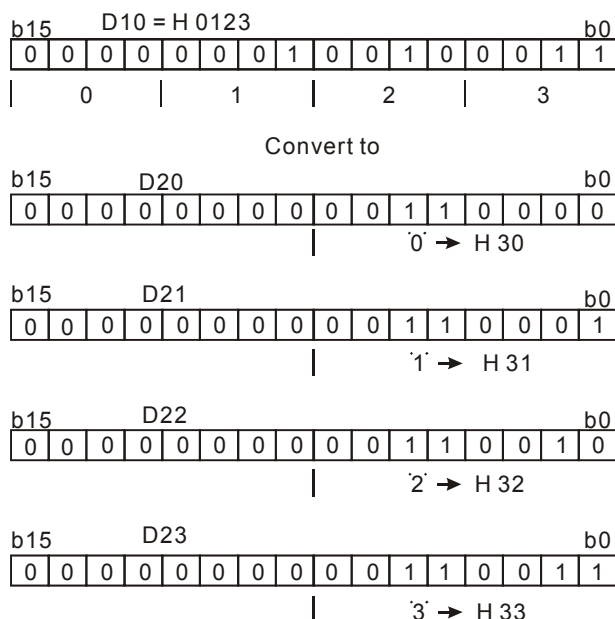 b15 D10 = H 0123 b0
0 0 0 0 0 0 0 1 0 0 1 0 0 0 1 1
0 1 2 3
Convert to
b15 D20 b0
0 0 0 0 0 0 0 0 0 0 1 1 0 0 0 0
'0' → H 30
b15 D21 b0
0 0 0 0 0 0 0 0 0 0 1 1 0 0 0 1
'1' → H 31
b15 D22 b0
0 0 0 0 0 0 0 0 0 0 1 1 0 0 1 0
'2' → H 32
b15 D23 b0
0 0 0 0 0 0 0 0 0 0 1 1 0 0 1 1
'3' → H 33